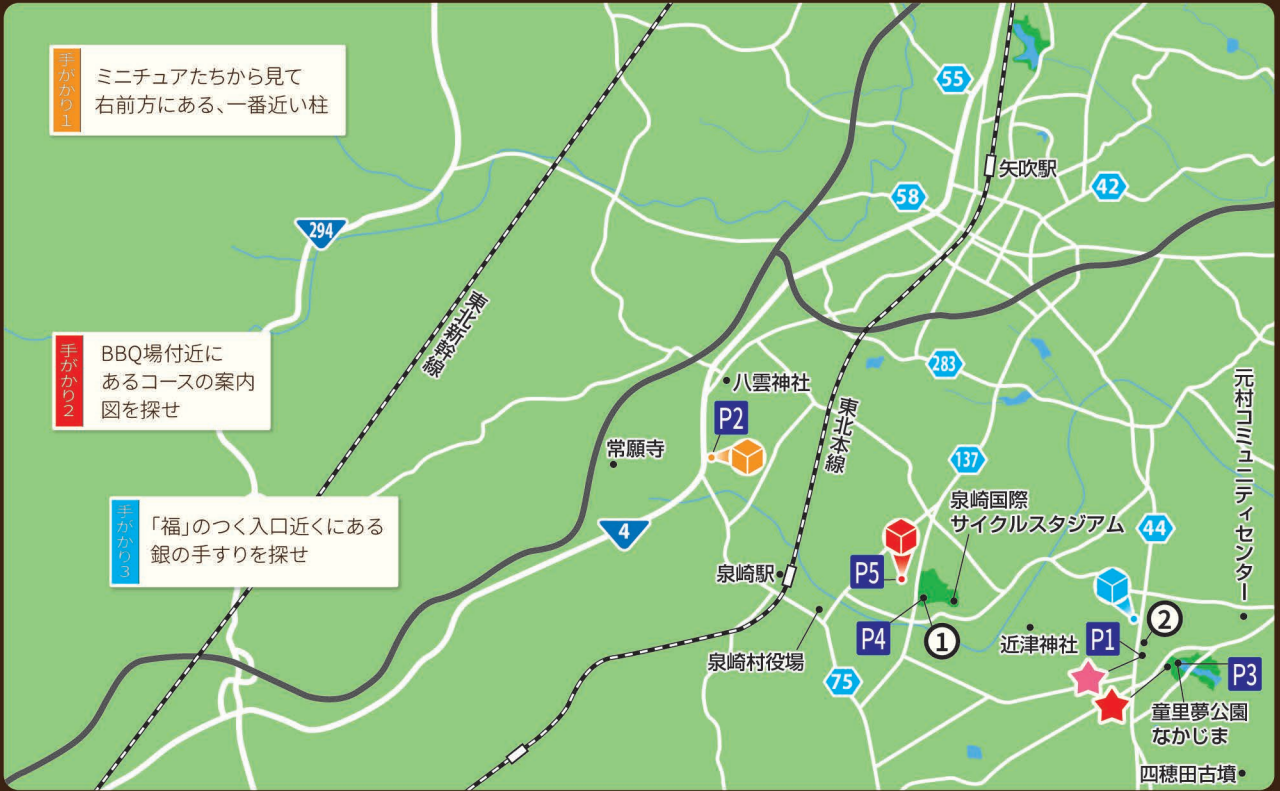 手がかり1
ミニチュアたちから見て
右前方にある、一番近い柱
手がかり2
BBQ場付近に
あるコースの案内
図を探せ
手がかり3
「福」のつく入口近くにある
銀の手すりを探せ
55
矢吹駅
58
42
294
東北新幹線
283
八雲神社
P2
東北本線
常願寺
137
元村コミュニティセンター
泉崎国際
サイクルスタジアム
4
44
泉崎駅
P5
P4
①
泉崎村役場
75
近津神社
P1
②
P3
童里夢公園
なかじま
四穂田古墳